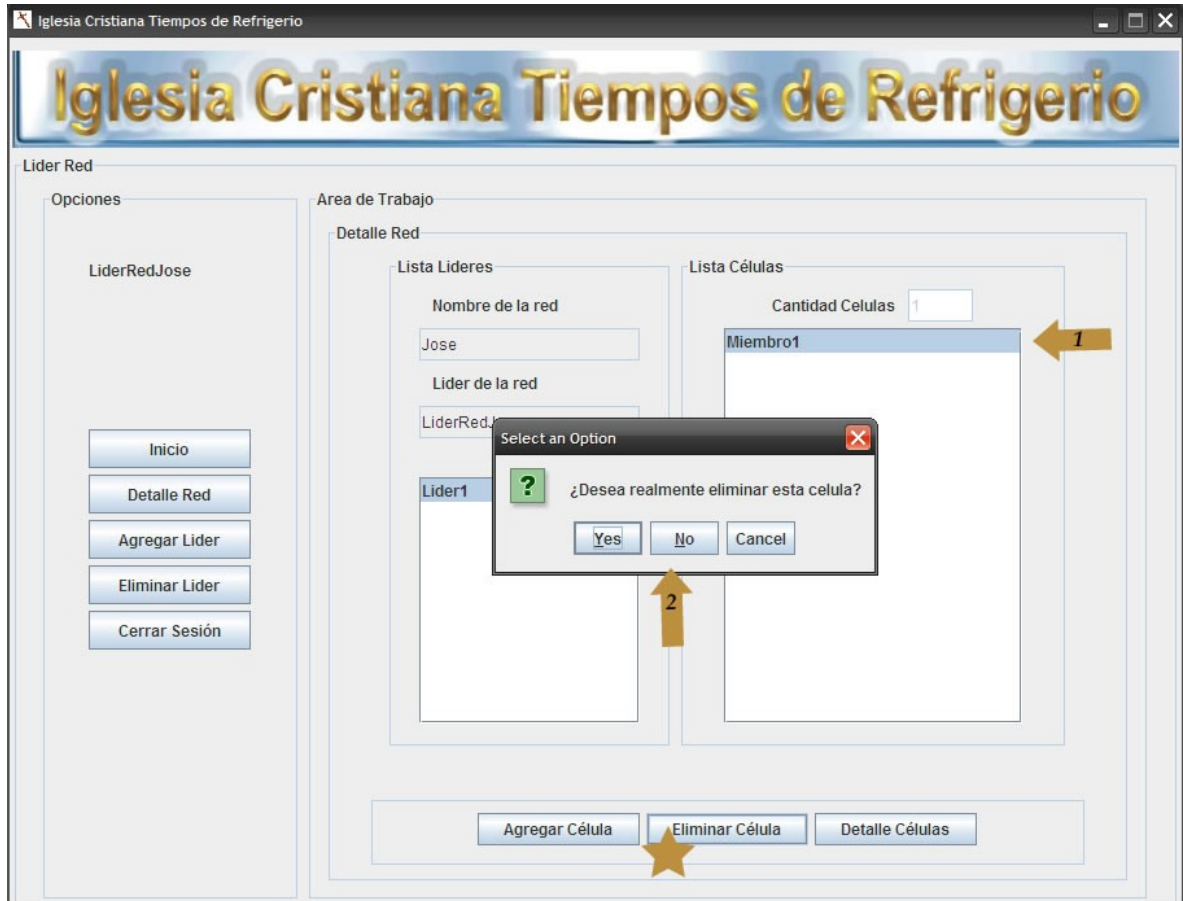 Iglesia Cristiana Tiempos de Refrigerio
Iglesia Cristiana Tiempos de Refrigerio
Lider Red
Opciones
LiderRedJose
Inicio
Detalle Red
Agregar Lider
Eliminar Lider
Cerrar Sesión
Area de Trabajo
Detalle Red
Lista Lideres
Nombre de la red
Jose
Lider de la red
LiderRedJ
Lider1
Lista Células
Cantidad Celulas 1
Miembro1
1
Select an Option
?
¿Desea realmente eliminar esta celula?
Yes No Cancel
2
Agregar Célula Eliminar Célula Detalle Células